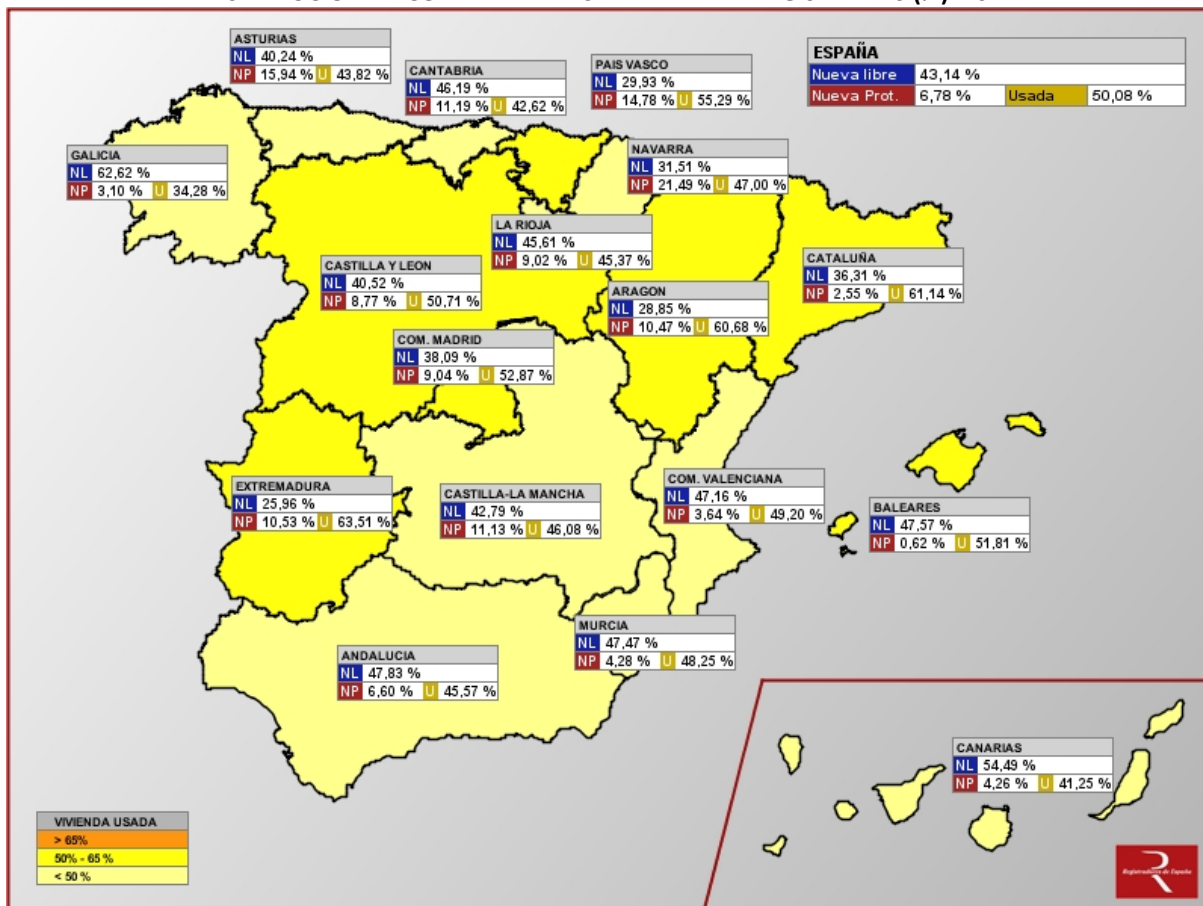 ASTURIAS
NL 40,24 %
NP 15,94 % U 43,82 %
CANTABRIA
NL 46,19 %
NP 11,19 % U 42,62 %
PAIS VASCO
NL 29,93 %
NP 14,78 % U 55,29 %
ESPAÑA
Nueva libre 43,14 %
Nueva Prot. 6,78 % Usada 50,08 %
GALICIA
NL 62,62 %
NP 3,10 % U 34,28 %
NAVARRA
NL 31,51 %
NP 21,49 % U 47,00 %
LA RIOJA
NL 45,61 %
NP 9,02 % U 45,37 %
CASTILLA Y LEON
NL 40,52 %
NP 8,77 % U 50,71 %
ARAGON
NL 28,85 %
NP 10,47 % U 60,68 %
CATALUÑA
NL 36,31 %
NP 2,55 % U 61,14 %
COM. MADRID
NL 38,09 %
NP 9,04 % U 52,87 %
EXTREMADURA
NL 25,96 %
NP 10,53 % U 63,51 %
CASTILLA-LA MANCHA
NL 42,79 %
NP 11,13 % U 46,08 %
COM. VALENCIANA
NL 47,16 %
NP 3,64 % U 49,20 %
BALEARES
NL 47,57 %
NP 0,62 % U 51,81 %
MURCIA
NL 47,47 %
NP 4,28 % U 48,25 %
ANDALUCIA
NL 47,83 %
NP 6,60 % U 45,57 %
CANARIAS
NL 54,49 %
NP 4,26 % U 41,25 %
VIVIENDA USADA
> 65%
50% - 65 %
< 50 %
Registradores de España